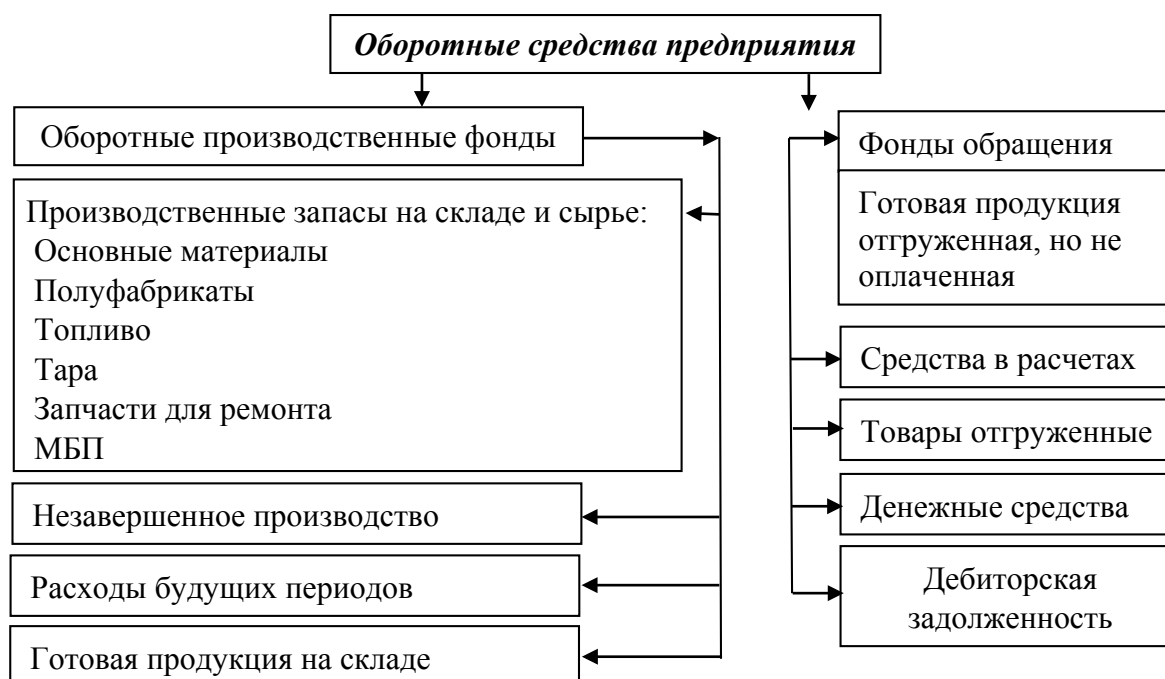 Оборотные средства предприятия
Оборотные производственные фонды
Производственные запасы на складе и сырье:
Основные материалы
Полуфабрикаты
Топливо
Тара
Запчасти для ремонта
МБП
Незавершенное производство
Расходы будущих периодов
Готовая продукция на складе
Фонды обращения
Готовая продукция
отгруженная, но не
оплаченная
Средства в расчетах
Товары отгруженные
Денежные средства
Дебиторская
задолженность